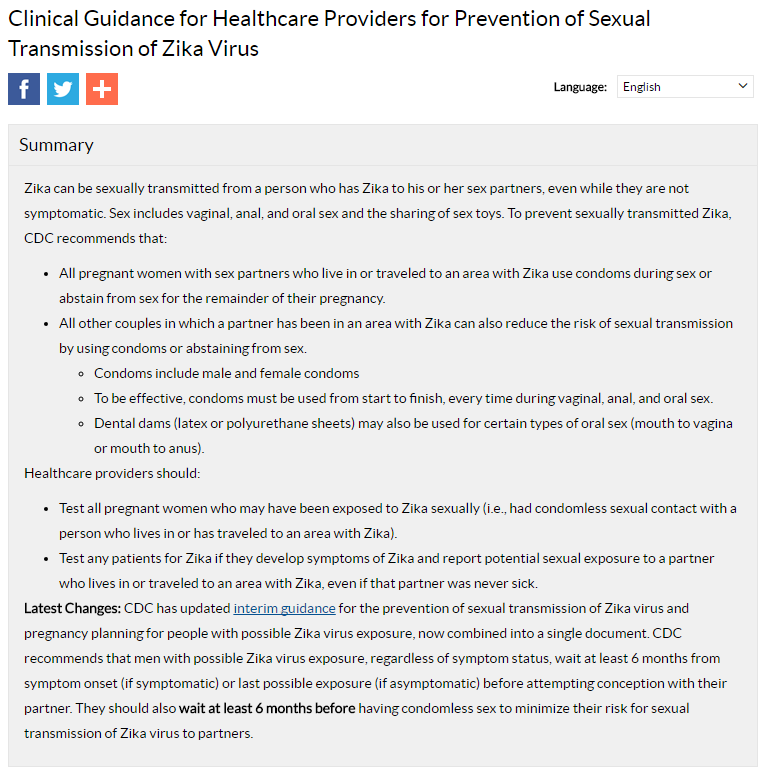 Clinical Guidance for Healthcare Providers for Prevention of Sexual
Transmission of Zika Virus
Language: English
Summary
Zika can be sexually transmitted from a person who has Zika to his or her sex partners, even while they are not
symptomatic. Sex includes vaginal, anal, and oral sex and the sharing of sex toys. To prevent sexually transmitted Zika,
CDC recommends that:
• All pregnant women with sex partners who live in or traveled to an area with Zika use condoms during sex or
abstain from sex for the remainder of their pregnancy.
• All other couples in which a partner has been in an area with Zika can also reduce the risk of sexual transmission
by using condoms or abstaining from sex.
◦ Condoms include male and female condoms
◦ To be effective, condoms must be used from start to finish, every time during vaginal, anal, and oral sex.
◦ Dental dams (latex or polyurethane sheets) may also be used for certain types of oral sex (mouth to vagina
or mouth to anus).
Healthcare providers should:
• Test all pregnant women who may have been exposed to Zika sexually (i.e., had condomless sexual contact with a
person who lives in or has traveled to an area with Zika).
• Test any patients for Zika if they develop symptoms of Zika and report potential sexual exposure to a partner
who lives in or traveled to an area with Zika, even if that partner was never sick.
Latest Changes: CDC has updated interim guidance for the prevention of sexual transmission of Zika virus and
pregnancy planning for people with possible Zika virus exposure, now combined into a single document. CDC
recommends that men with possible Zika virus exposure, regardless of symptom status, wait at least 6 months from
symptom onset (if symptomatic) or last possible exposure (if asymptomatic) before attempting conception with their
partner. They should also wait at least 6 months before having condomless sex to minimize their risk for sexual
transmission of Zika virus to partners.